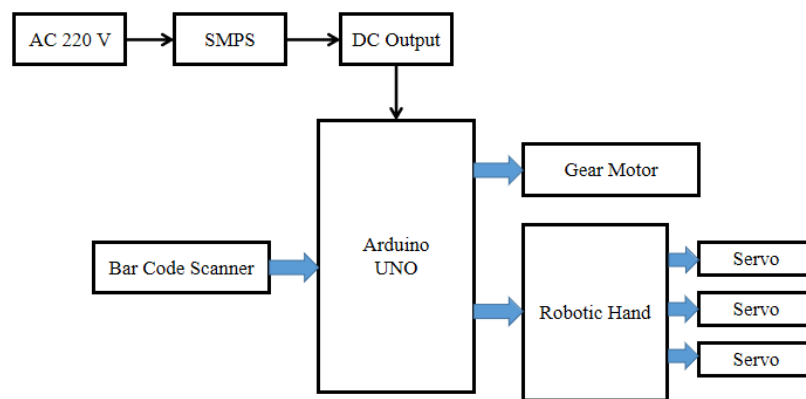 AC 220 V
SMPS
DC Output
Gear Motor
Arduino
UNO
Bar Code Scanner
Robotic Hand
Servo
Servo
Servo